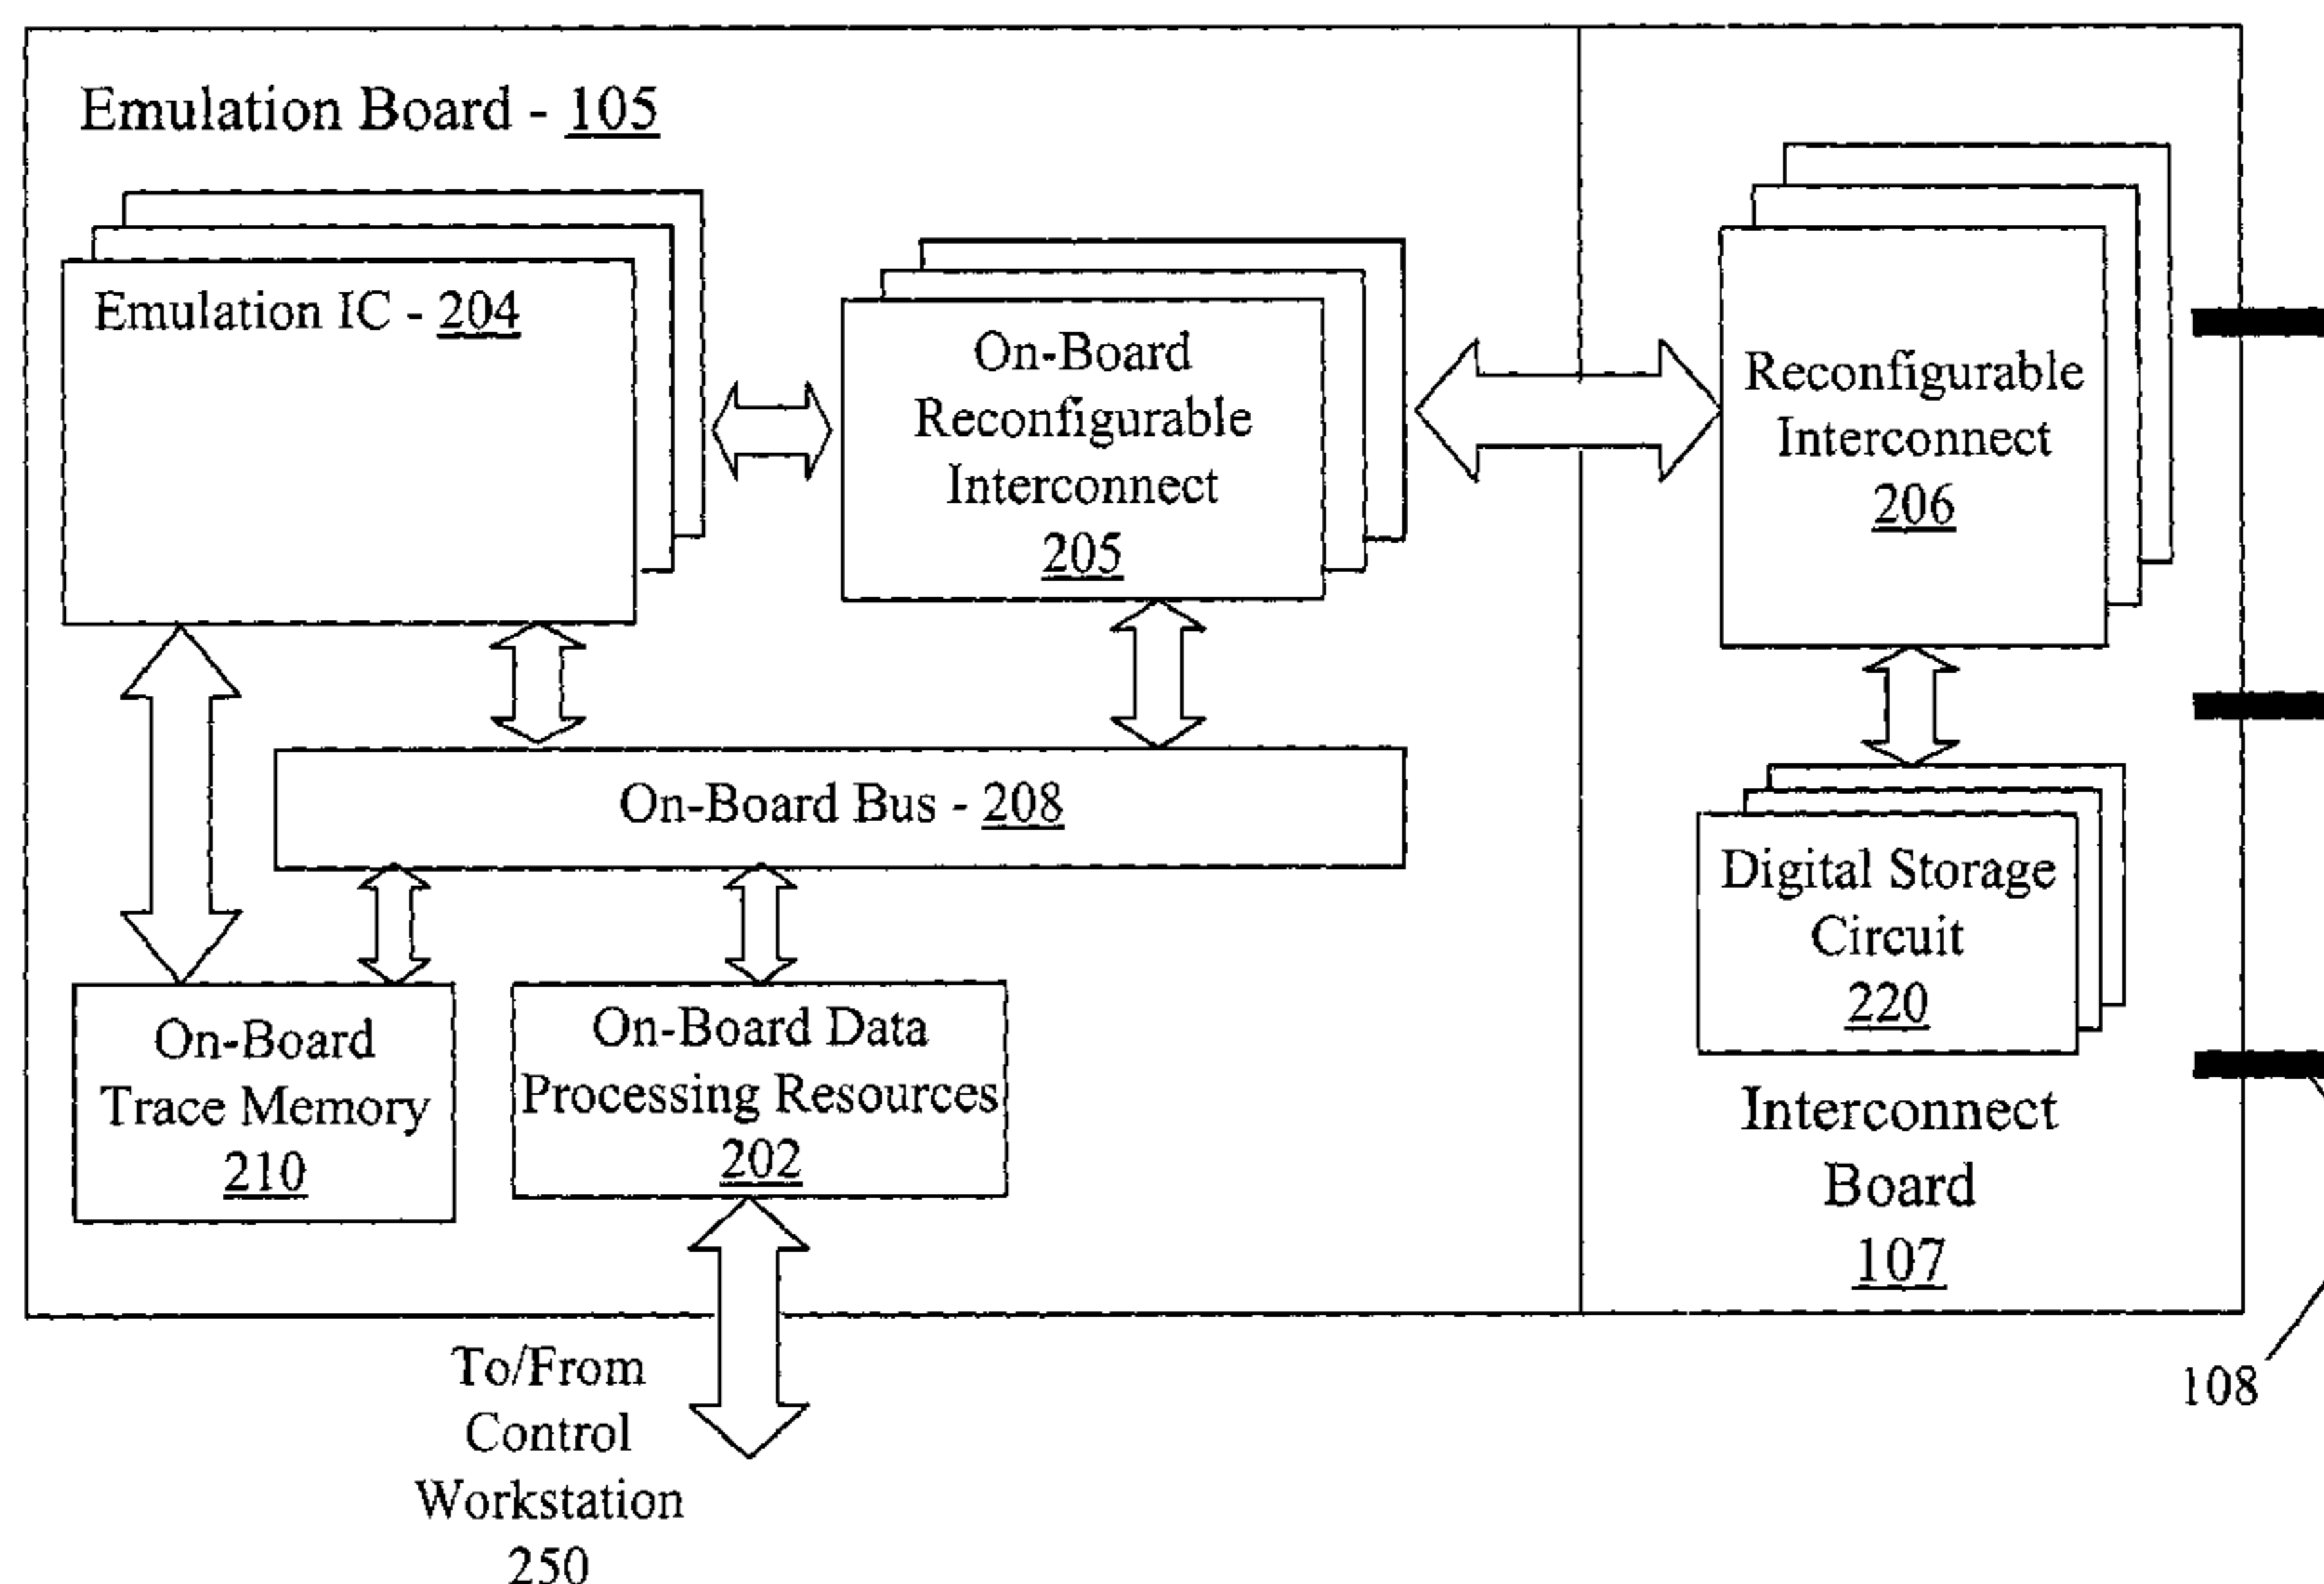 Emulation Board - 105
Emulation IC - 204
On-Board
Reconfigurable
Interconnect
205
Reconfigurable
Interconnect
206
On-Board Bus - 208
Digital Storage
Circuit
220
On-Board
Trace Memory
210
On-Board Data
Processing Resources
202
Interconnect
Board
107
108
To/From
Control
Workstation
250